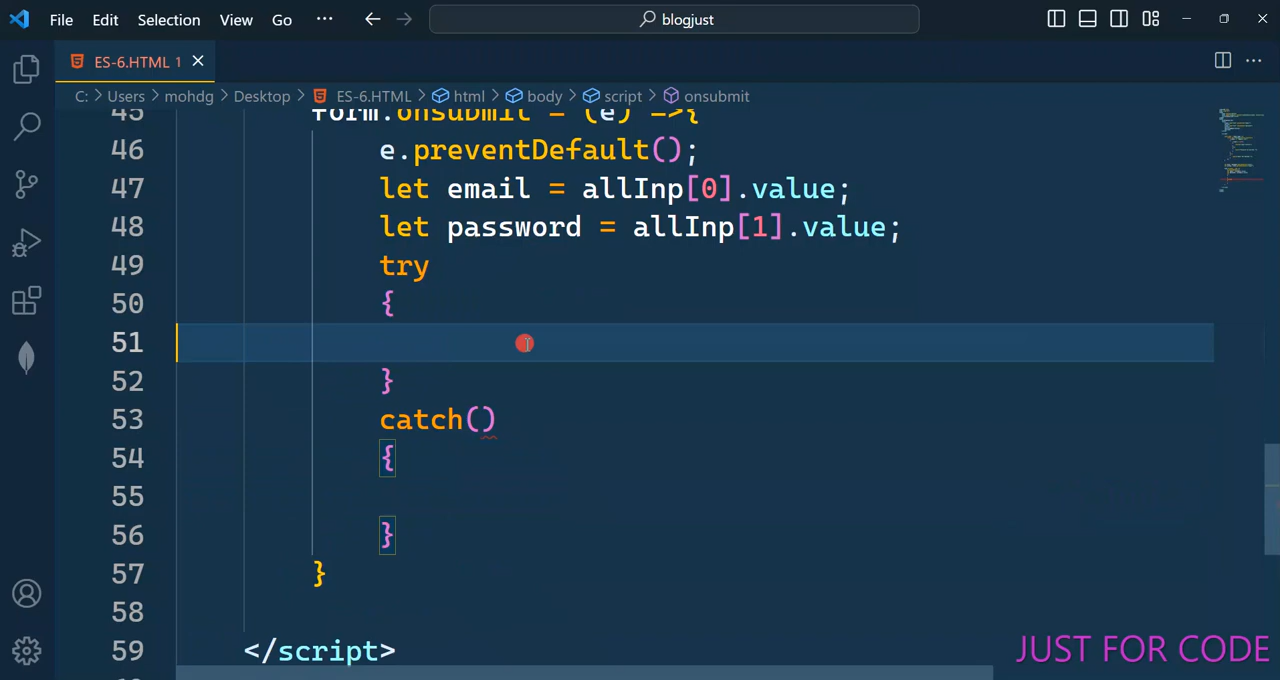 File Edit Selection View Go ··· blogjust
ES-6.HTML 1
C: > Users > mohdg > Desktop > ES-6.HTML > html > body > script > onsubmit
45 form.onsubmit = (e) =>{
46 e.preventDefault();
47 let email = allInp[0].value;
48 let password = allInp[1].value;
49 try
50 {
51
52 }
53 catch()
54 {
55
56 }
57 }
58
59 </script>
JUST FOR CODE